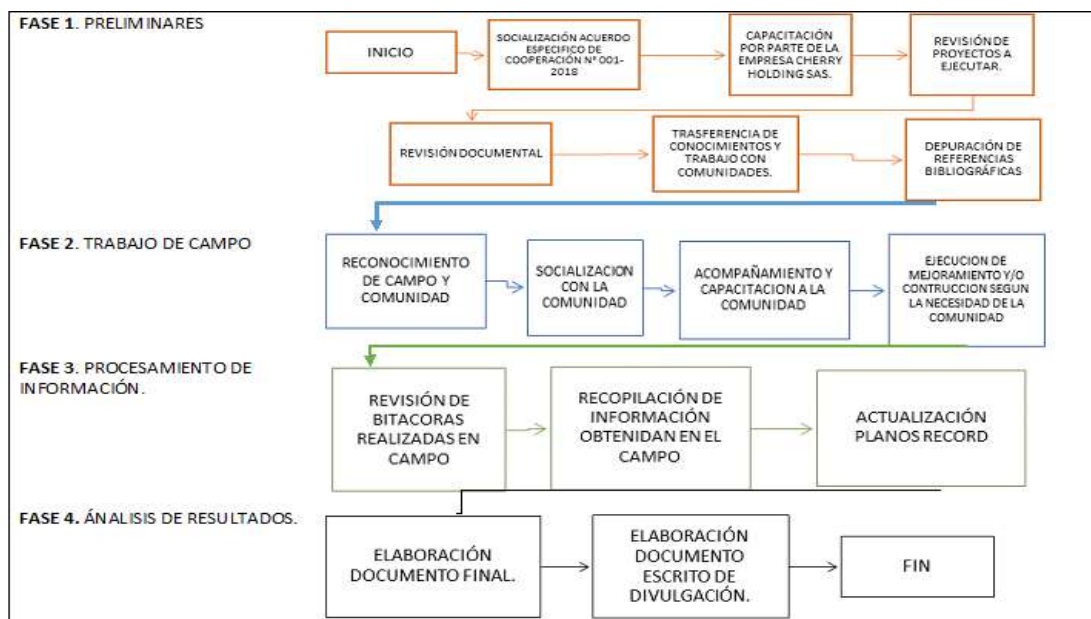 FASE 1. PRELIMINARES
INICIO
SOCIALIZACIÓN ACUERDO
ESPECIFICO DE
COOPERACIÓN N° 001-
2018
CAPACITACIÓN
POR PARTE DE LA
EMPRESA CHERRY
HOLDING SAS.
REVISIÓN DE
PROYECTOS A
EJECUTAR.
REVISIÓN DOCUMENTAL
TRASFERENCIA DE
CONOCIMIENTOS Y
TRABAJO CON
COMUNIDADES.
DEPURACIÓN DE
REFERENCIAS
BIBLIOGRÁFICAS
FASE 2. TRABAJO DE CAMPO
RECONOCIMIENTO
DE CAMPO Y
COMUNIDAD
SOCIALIZACION
CON LA
COMUNIDAD
ACOMPAÑAMIENTO Y
CAPACITACION A LA
COMUNIDAD
EJECUCION DE
MEJORAMIENTO Y/O
CONTRUCCION SEGUN
LA NECESIDAD DE LA
COMUNIDAD
FASE 3. PROCESAMIENTO DE
INFORMACIÓN.
REVISIÓN DE
BITACORAS
REALIZADAS EN
CAMPO
RECOPILACIÓN DE
INFORMACIÓN
OBTENIDAN EN EL
CAMPO
ACTUALIZACIÓN
PLANOS RECORD
FASE 4. ÁNALISIS DE RESULTADOS.
ELABORACIÓN
DOCUMENTO FINAL.
ELABORACIÓN
DOCUMENTO
ESCRITO DE
DIVULGACIÓN.
FIN